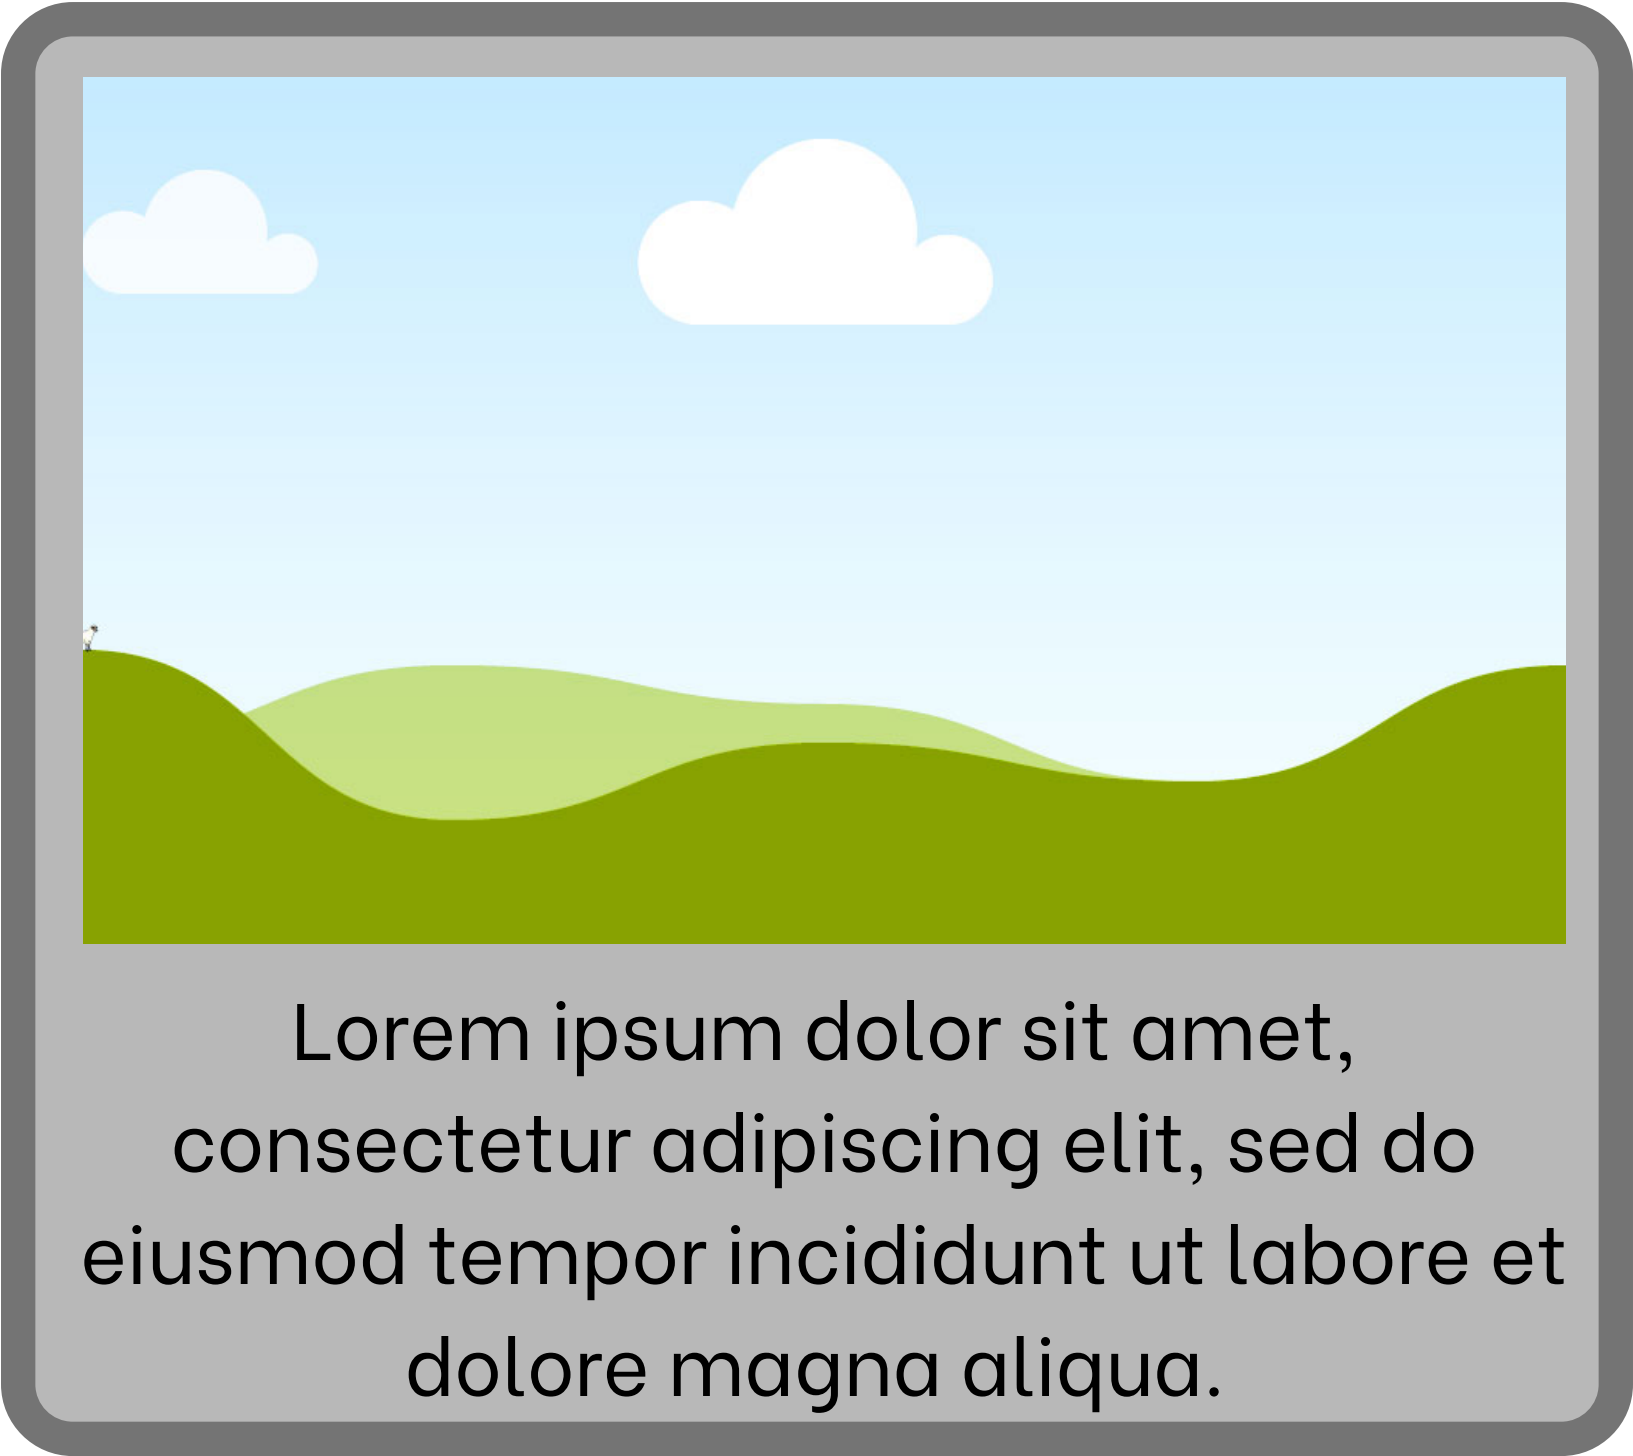 Lorem ipsum dolor sit amet,
consectetur adipiscing elit, sed do
eiusmod tempor incididunt ut labore et
dolore magna aliqua.